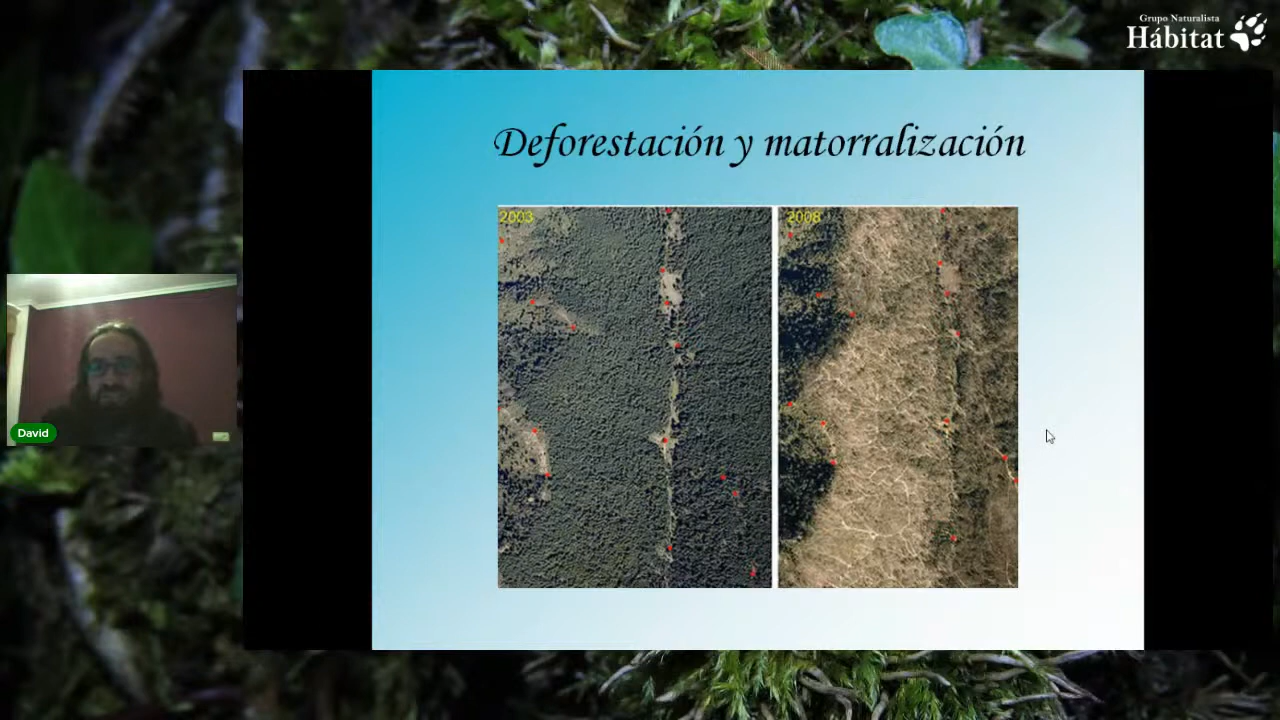 Grupo Naturalista
Hábitat
Deforestación y matorralización
2003
2008
David